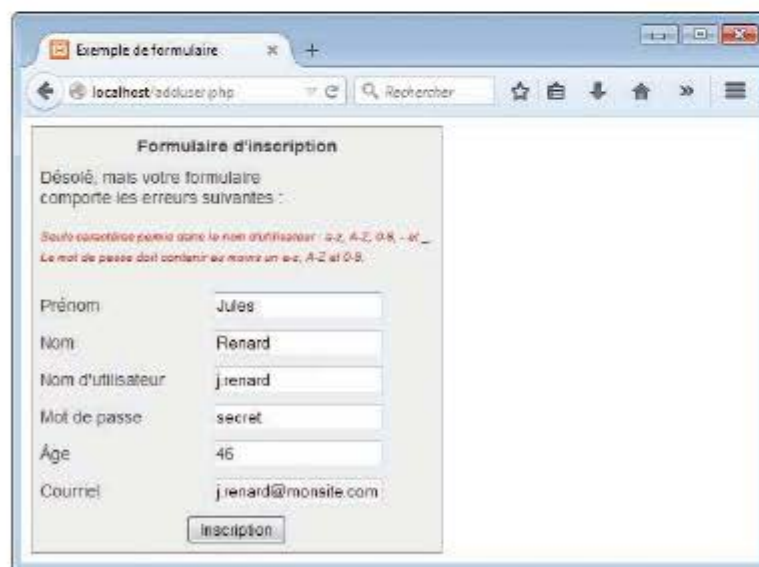 Exemple de formulaire
localhost/adduser.php
Rechercher
Formulaire d'inscription
Désolé, mais votre formulaire
comporte les erreurs suivantes :
Seuls caractères permis dans le nom d'utilisateur : a-z, A-Z, 0-9, - et _
Le mot de passe doit contenir au moins un a-z, A-Z et 0-9.
Prénom Jules
Nom Renard
Nom d'utilisateur j.renard
Mot de passe secret
Âge 46
Courriel j.renard@monsite.com
Inscription